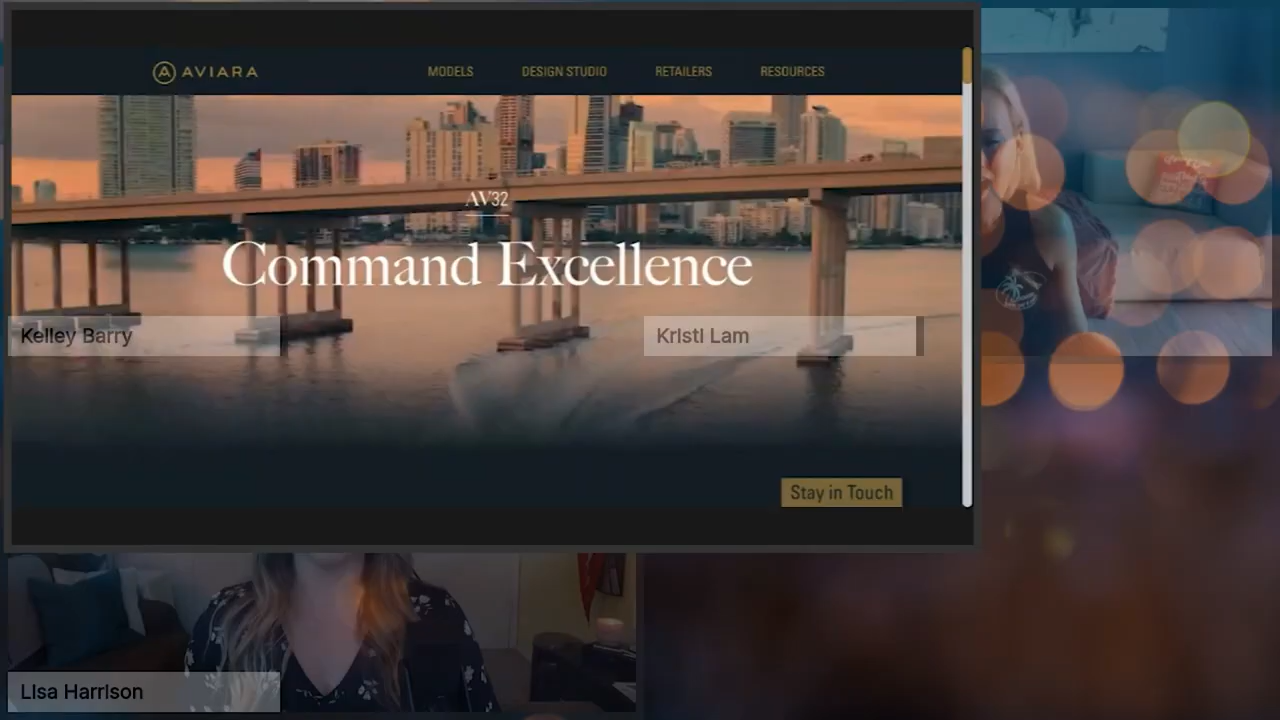 AVIARA
MODELS
DESIGN STUDIO
RETAILERS
RESOURCES
AV32
Command Excellence
Kelley Barry
Kristi Lam
Stay in Touch
Lisa Harrison